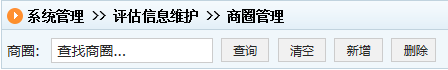 系统管理 >> 评估信息维护 >> 商圈管理
商圈： 查找商圈... 查询 清空 新增 删除